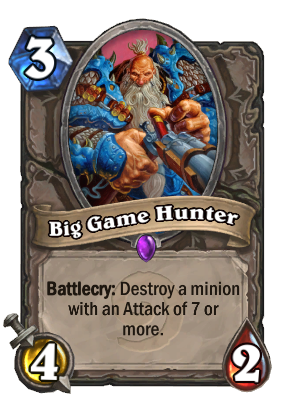 3
Big Game Hunter
Battlecry: Destroy a minion
with an Attack of 7 or
more.
4
2